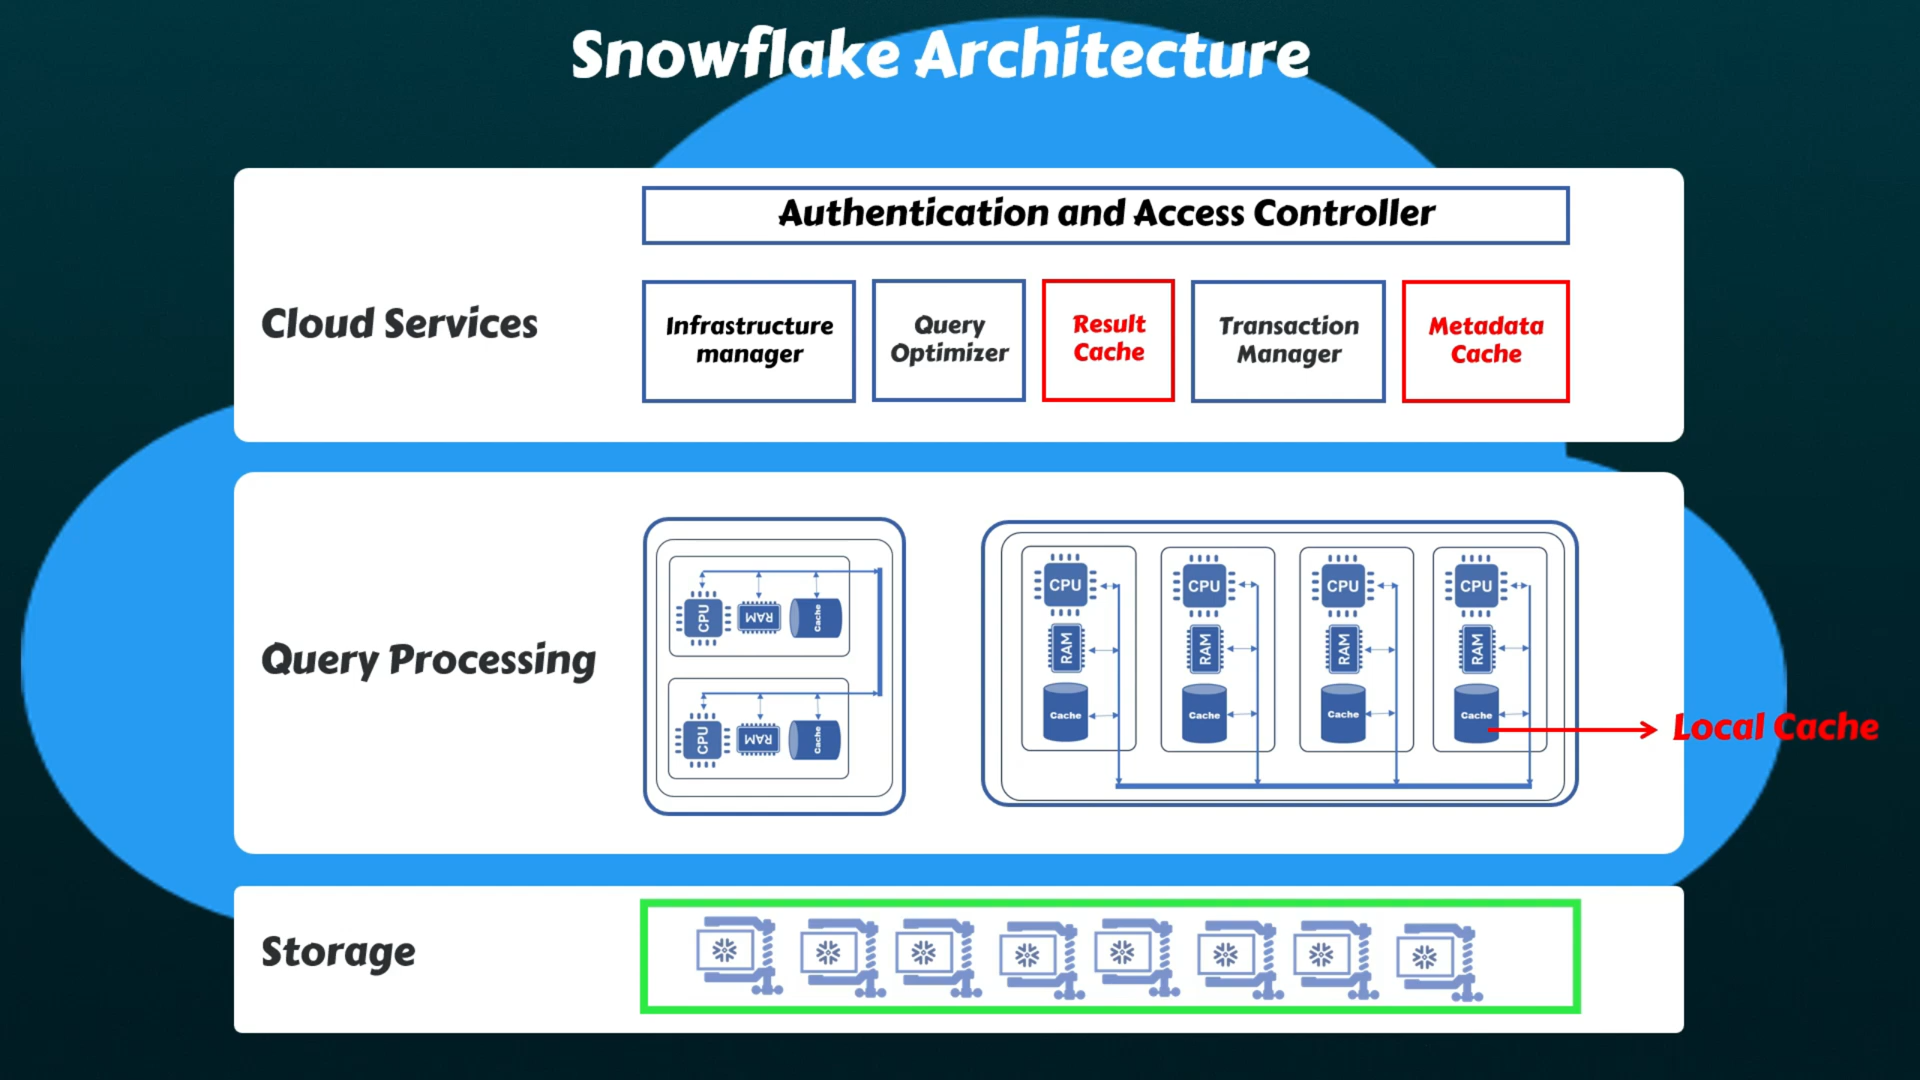 Snowflake Architecture
Authentication and Access Controller
Cloud Services
Infrastructure
manager
Query
Optimizer
Result
Cache
Transaction
Manager
Metadata
Cache
Query Processing
CPU
RAM
Cache
CPU
RAM
Cache
CPU
CPU
CPU
CPU
RAM
RAM
RAM
RAM
Cache
Cache
Cache
Cache
Local Cache
Storage